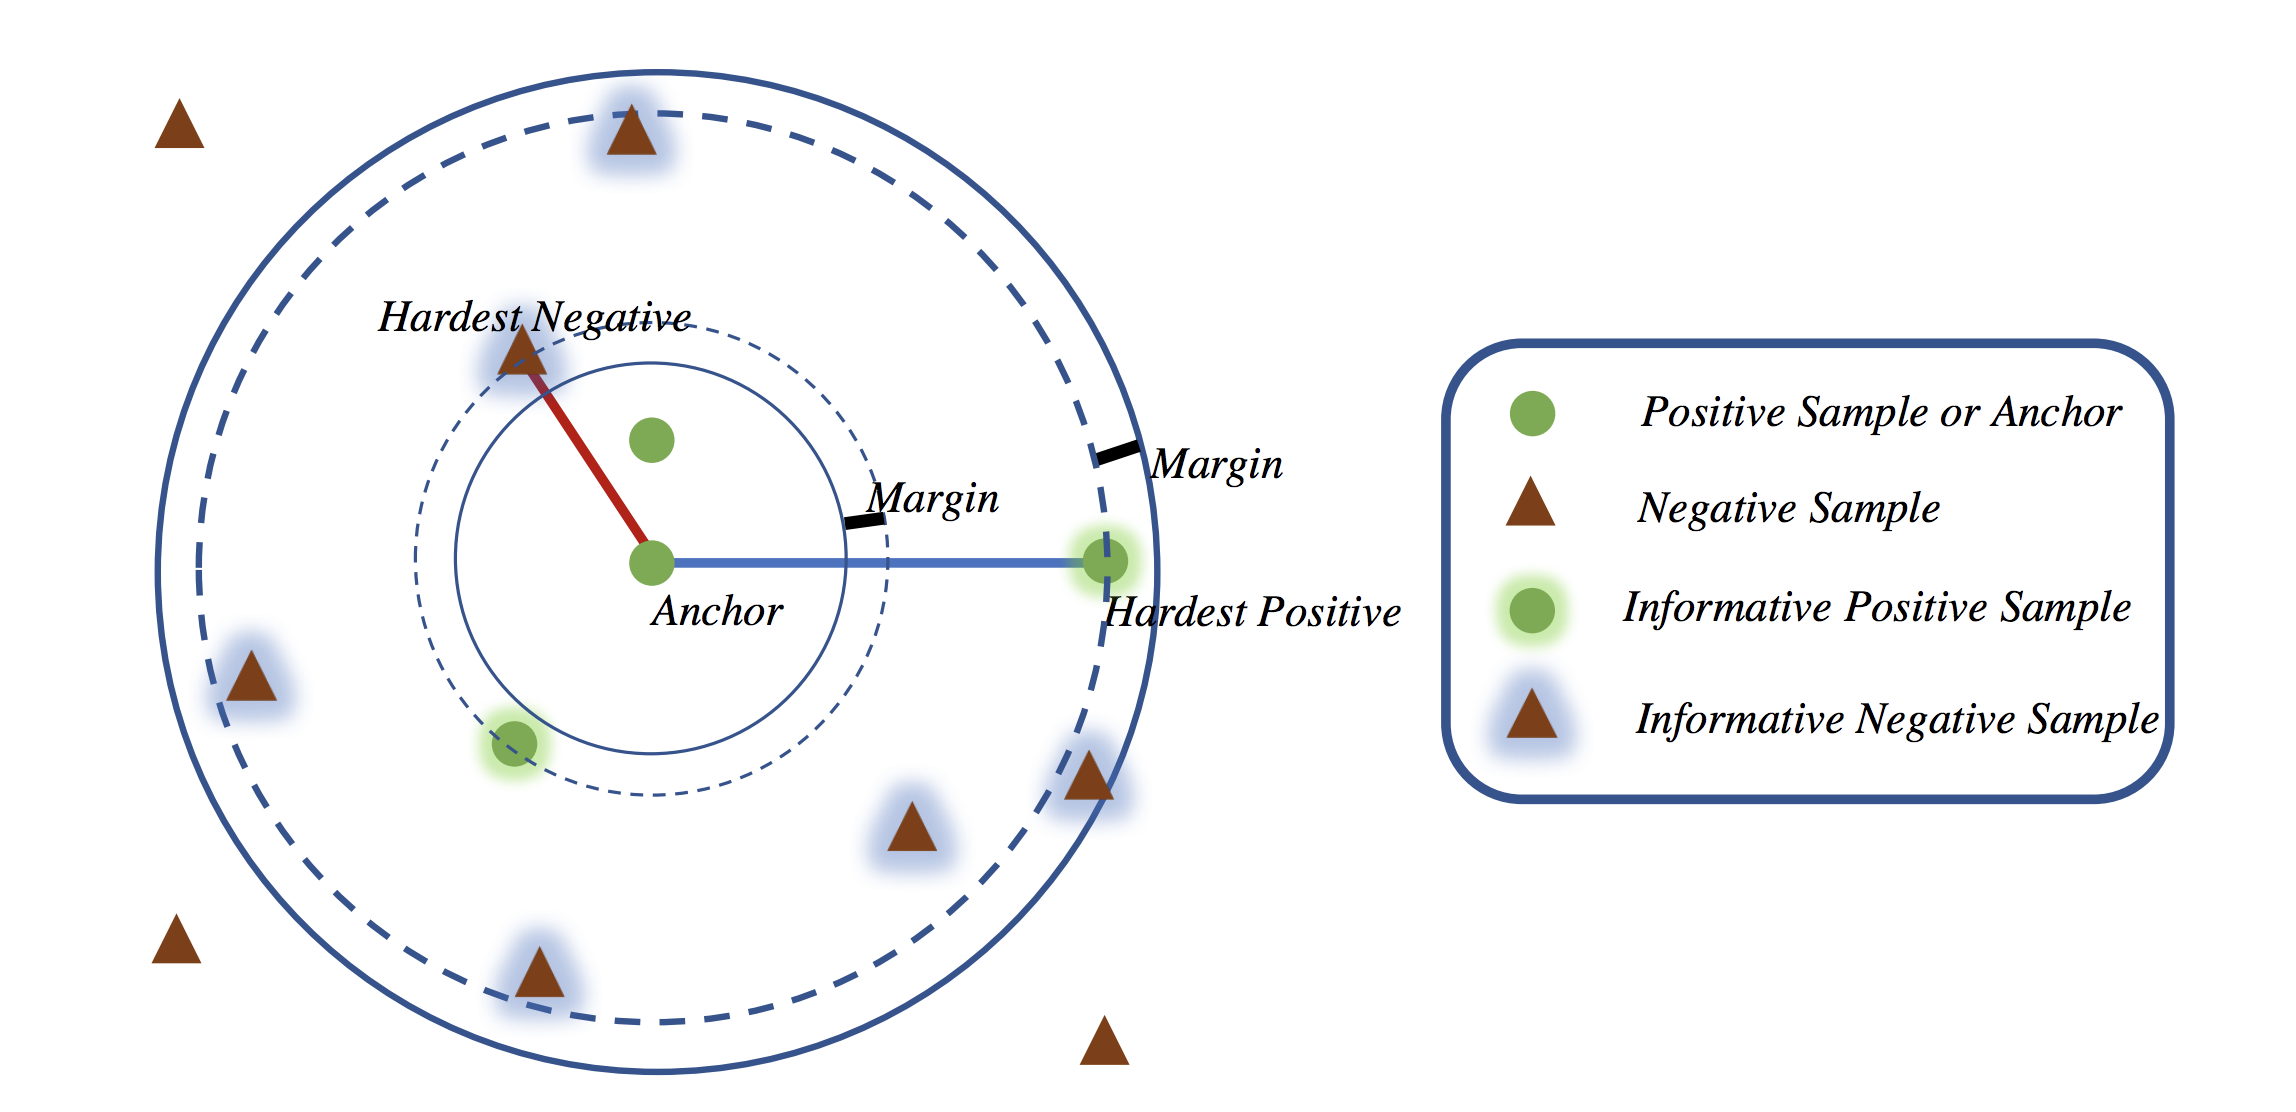 Hardest Negative
Margin
Margin
Anchor
Hardest Positive
Positive Sample or Anchor
Negative Sample
Informative Positive Sample
Informative Negative Sample